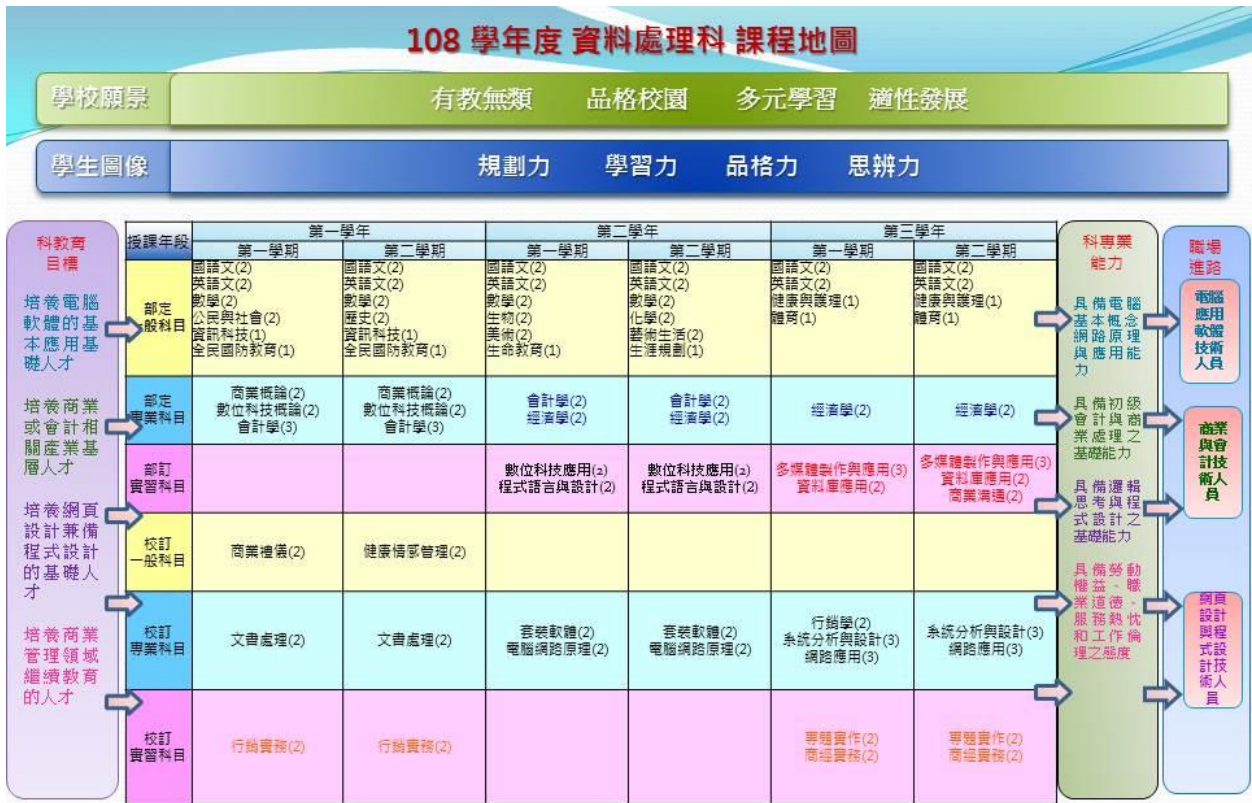 108 學年度 資料處理科 課程地圖
學校願景
有教無類 品格校園 多元學習 適性發展
學生圖像
規劃力 學習力 品格力 思辨力
科教育
目標
培養電腦
軟體的基
本應用基
礎人才
培養商業
或會計相
關產業基
層人才
培養網頁
設計兼備
程式設計
的基礎人
才
培養商業
管理領域
繼續教育
的人才
授課年段
第一學年
第二學年
第三學年
第一學期
第二學期
第一學期
第二學期
第一學期
第二學期
部定
一般科目
國語文(2)
英語文(2)
數學(2)
公民與社會(2)
資訊科技(1)
全民國防教育(1)
國語文(2)
英語文(2)
數學(2)
歷史(2)
資訊科技(1)
全民國防教育(1)
國語文(2)
英語文(2)
數學(2)
生物(2)
美術(2)
生命教育(1)
國語文(2)
英語文(2)
數學(2)
化學(2)
藝術生活(2)
生涯規劃(1)
國語文(2)
英語文(2)
健康與護理(1)
體育(1)
國語文(2)
英語文(2)
健康與護理(1)
體育(1)
部定
專業科目
商業概論(2)
數位科技概論(2)
會計學(3)
商業概論(2)
數位科技概論(2)
會計學(3)
會計學(2)
經濟學(2)
會計學(2)
經濟學(2)
經濟學(2)
經濟學(2)
部訂
實習科目
數位科技應用(2)
程式語言與設計(2)
數位科技應用(2)
程式語言與設計(2)
多媒體製作與應用(3)
資料庫應用(2)
多媒體製作與應用(3)
資料庫應用(2)
商業溝通(2)
校訂
一般科目
商業禮儀(2)
健康情感管理(2)
校訂
專業科目
文書處理(2)
文書處理(2)
套裝軟體(2)
電腦網路原理(2)
套裝軟體(2)
電腦網路原理(2)
行銷學(2)
系統分析與設計(3)
網路應用(3)
系統分析與設計(3)
網路應用(3)
校訂
實習科目
行銷實務(2)
行銷實務(2)
專題實作(2)
商經實務(2)
專題實作(2)
商經實務(2)
科專業
能力
具備電腦
基本概念
網路原理
與應用能
力
具備初級
會計與商
業處理之
基礎能力
具備邏輯
思考與程
式設計之
基礎能力
具備勞動
權益、職
業道德、
服務熱忱
和工作倫
理之態度
職場
進路
電腦
應用
軟體
技術
人員
商業
與會
計技
術人
員
網頁
設計
與程
式設
計技
術人
員